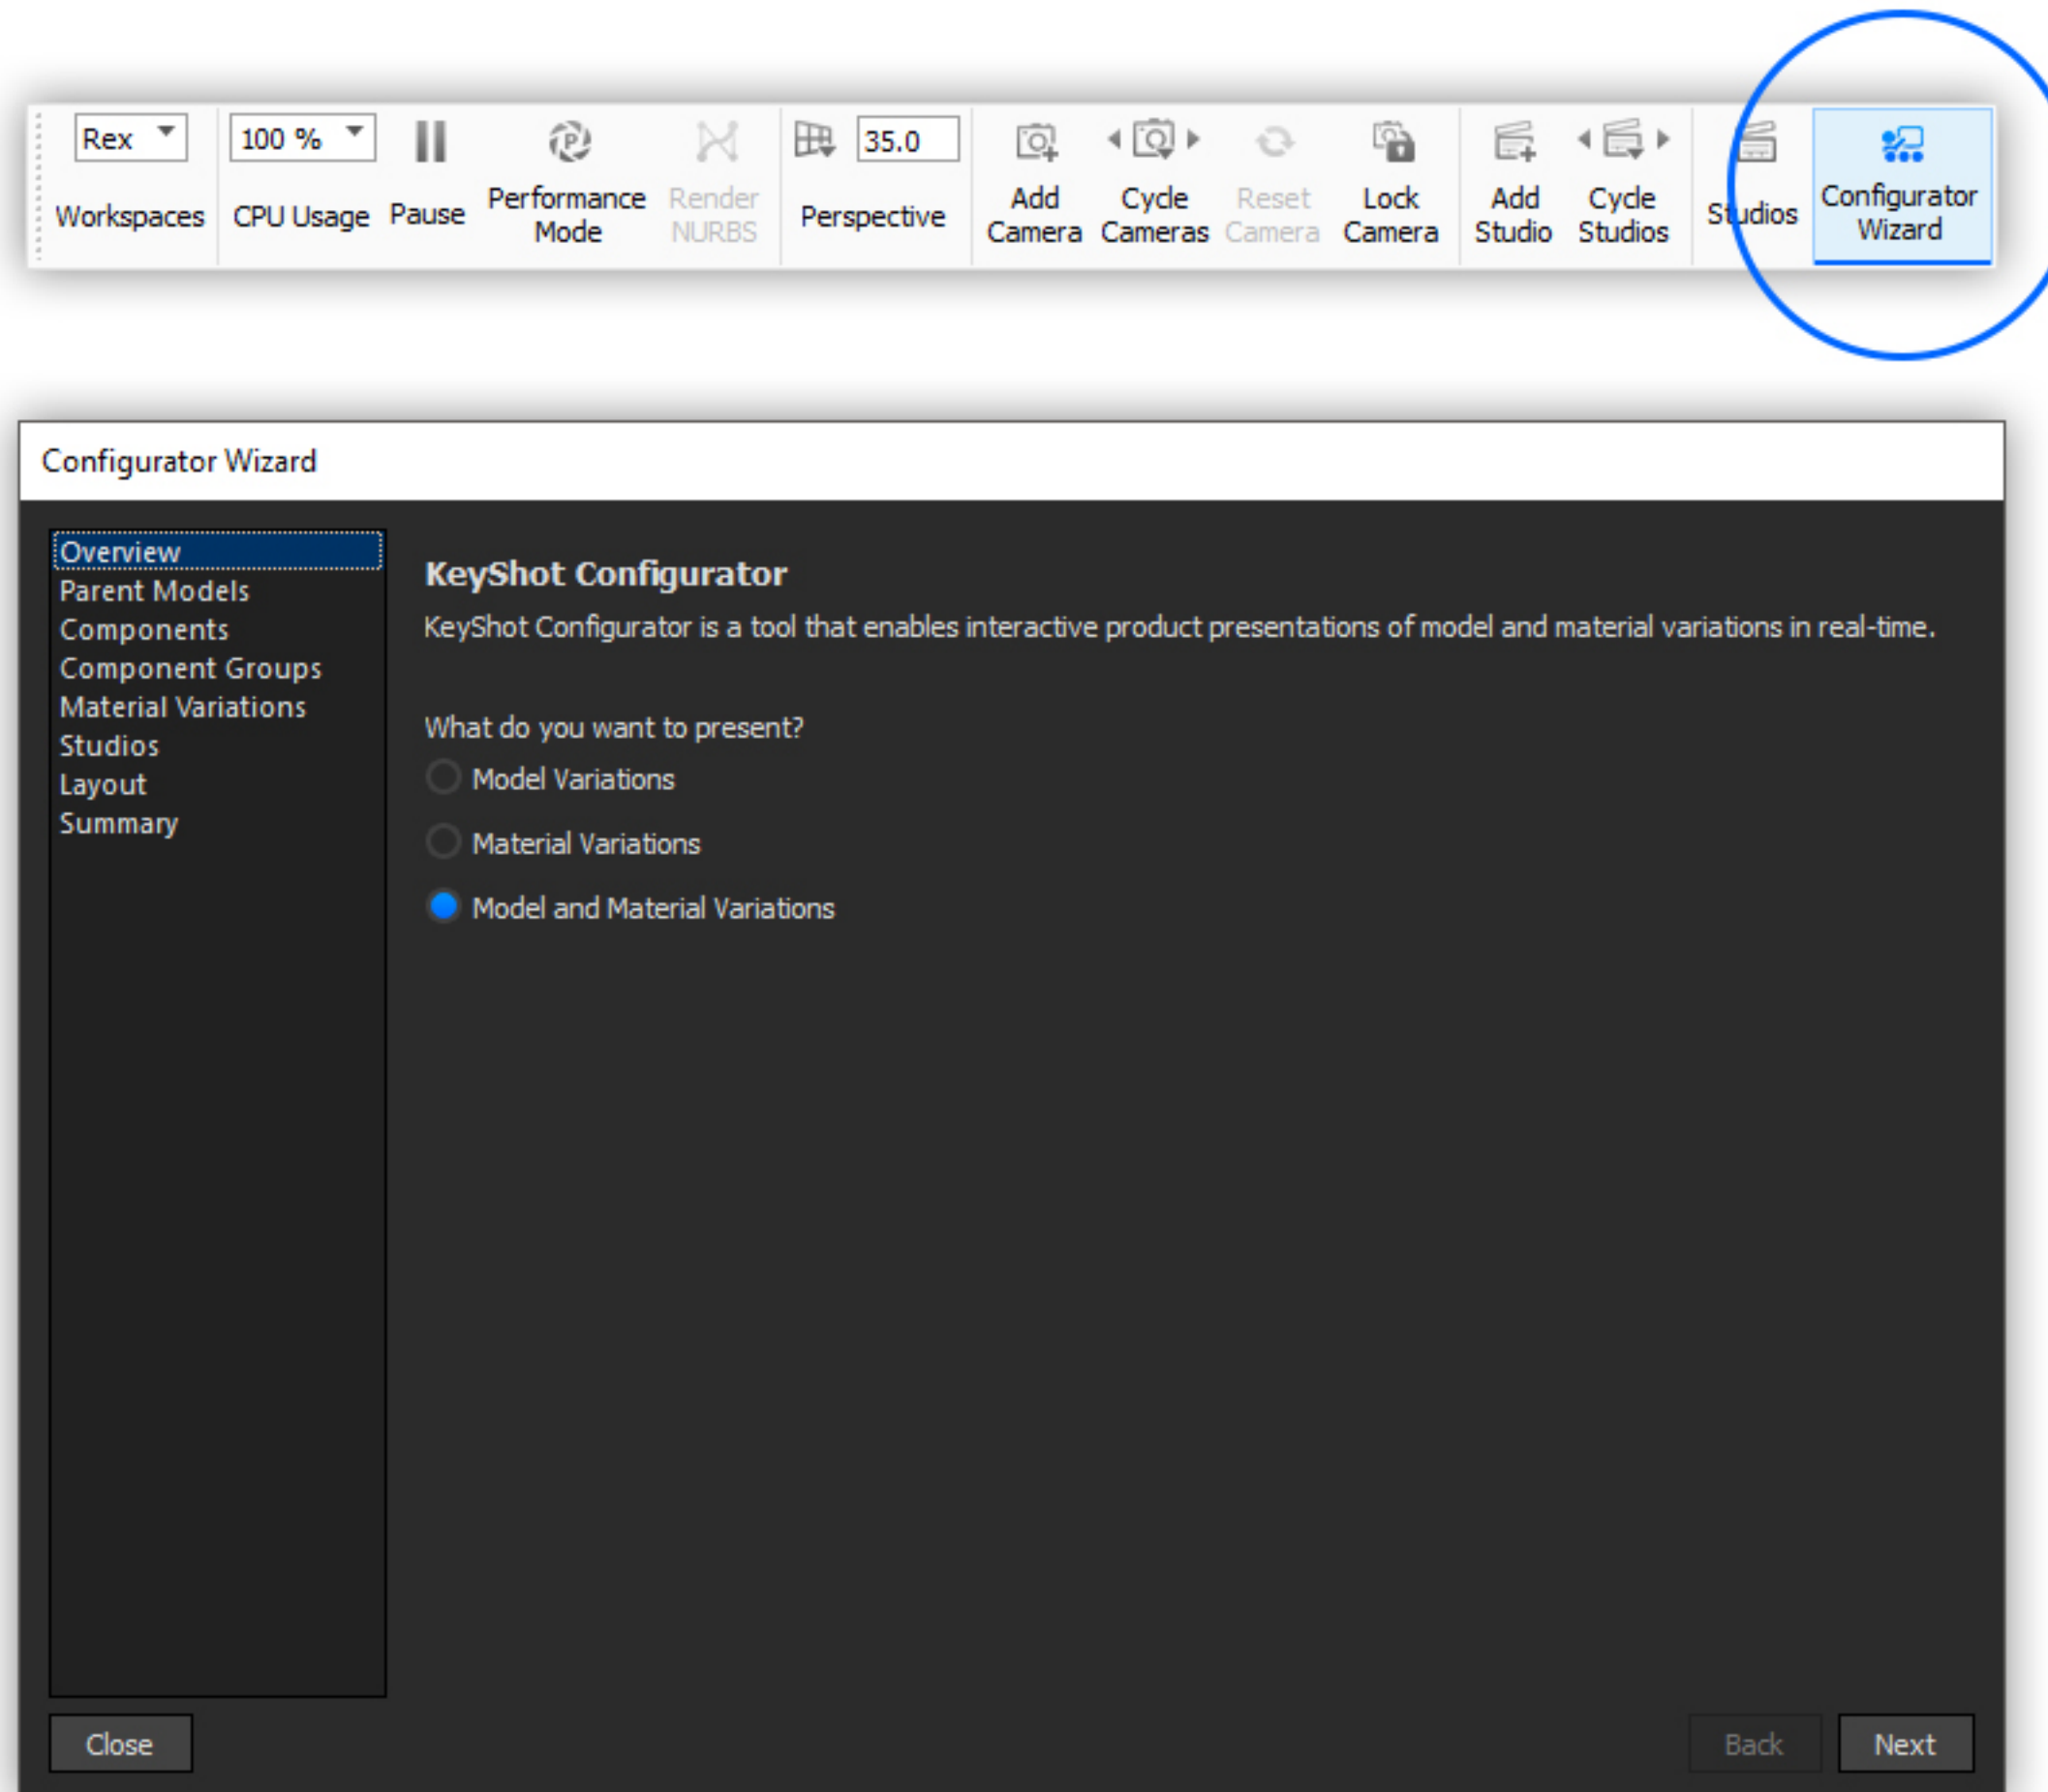 Rex
100 %
35.0
Workspaces
CPU Usage
Pause
Performance
Mode
Render
NURBS
Perspective
Add
Camera
Cycle
Cameras
Reset
Camera
Lock
Camera
Add
Studio
Cycle
Studios
Studios
Configurator
Wizard
Configurator Wizard
Overview
Parent Models
Components
Component Groups
Material Variations
Studios
Layout
Summary
KeyShot Configurator
KeyShot Configurator is a tool that enables interactive product presentations of model and material variations in real-time.
What do you want to present?
Model Variations
Material Variations
Model and Material Variations
Close
Back
Next